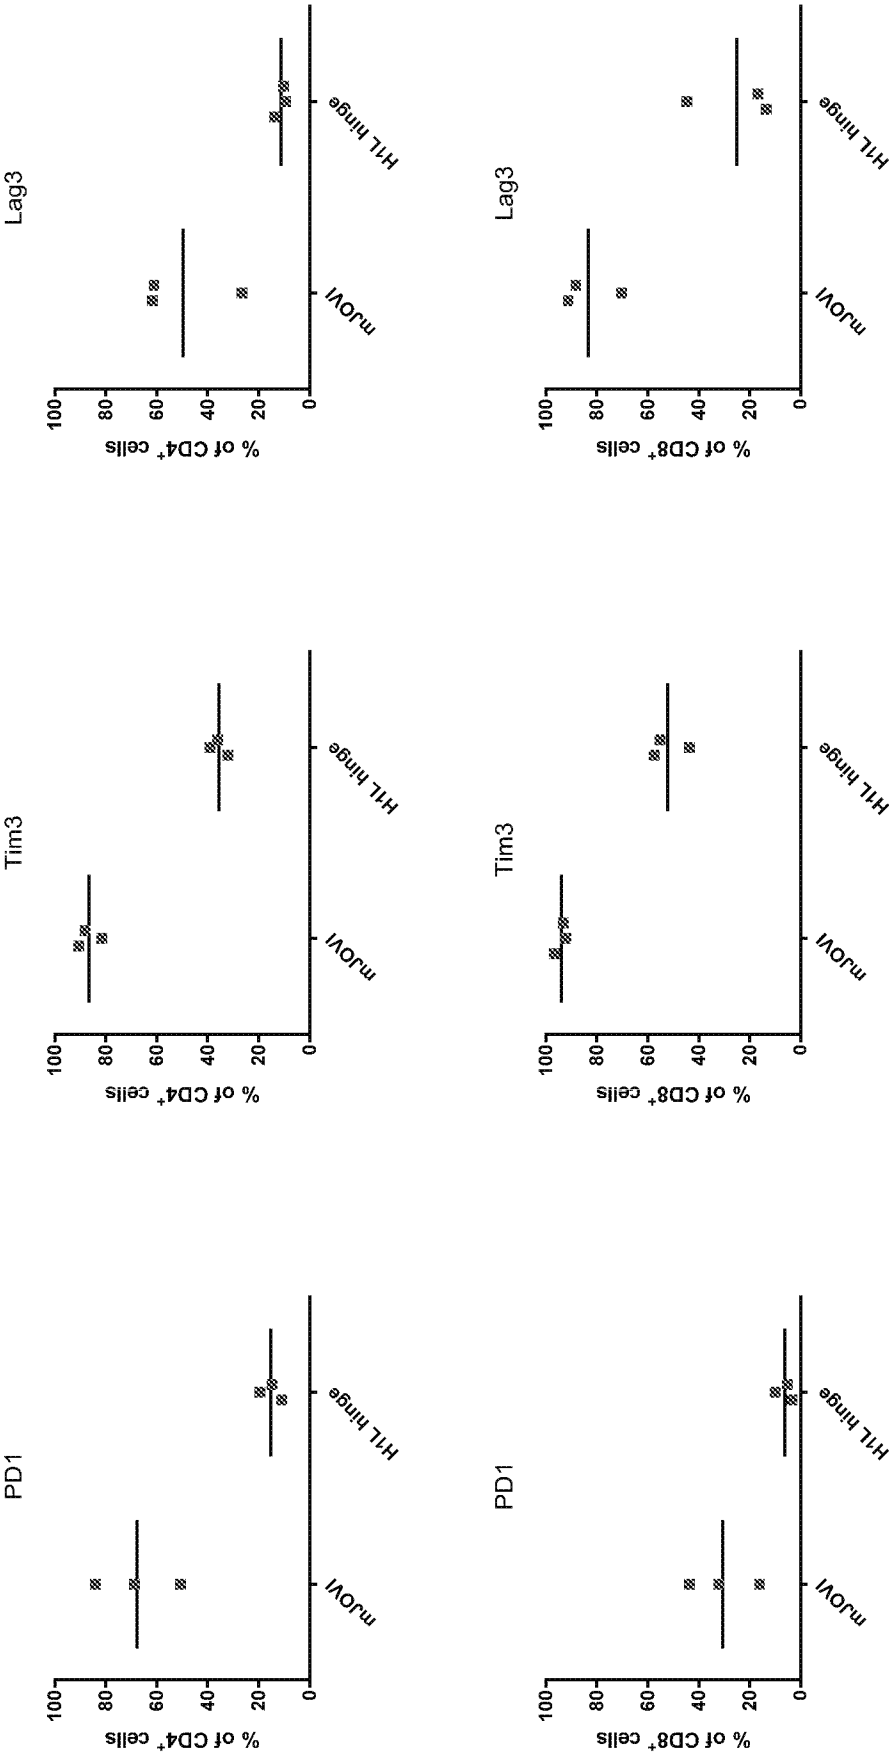 PD1
% of CD4⁺ cells
100
80
60
40
20
0
mJOVI
H1L hinge
Tim3
% of CD4⁺ cells
100
80
60
40
20
0
mJOVI
H1L hinge
Lag3
% of CD4⁺ cells
100
80
60
40
20
0
mJOVI
H1L hinge
PD1
% of CD8⁺ cells
100
80
60
40
20
0
mJOVI
H1L hinge
Tim3
% of CD8⁺ cells
100
80
60
40
20
0
mJOVI
H1L hinge
Lag3
% of CD8⁺ cells
100
80
60
40
20
0
mJOVI
H1L hinge